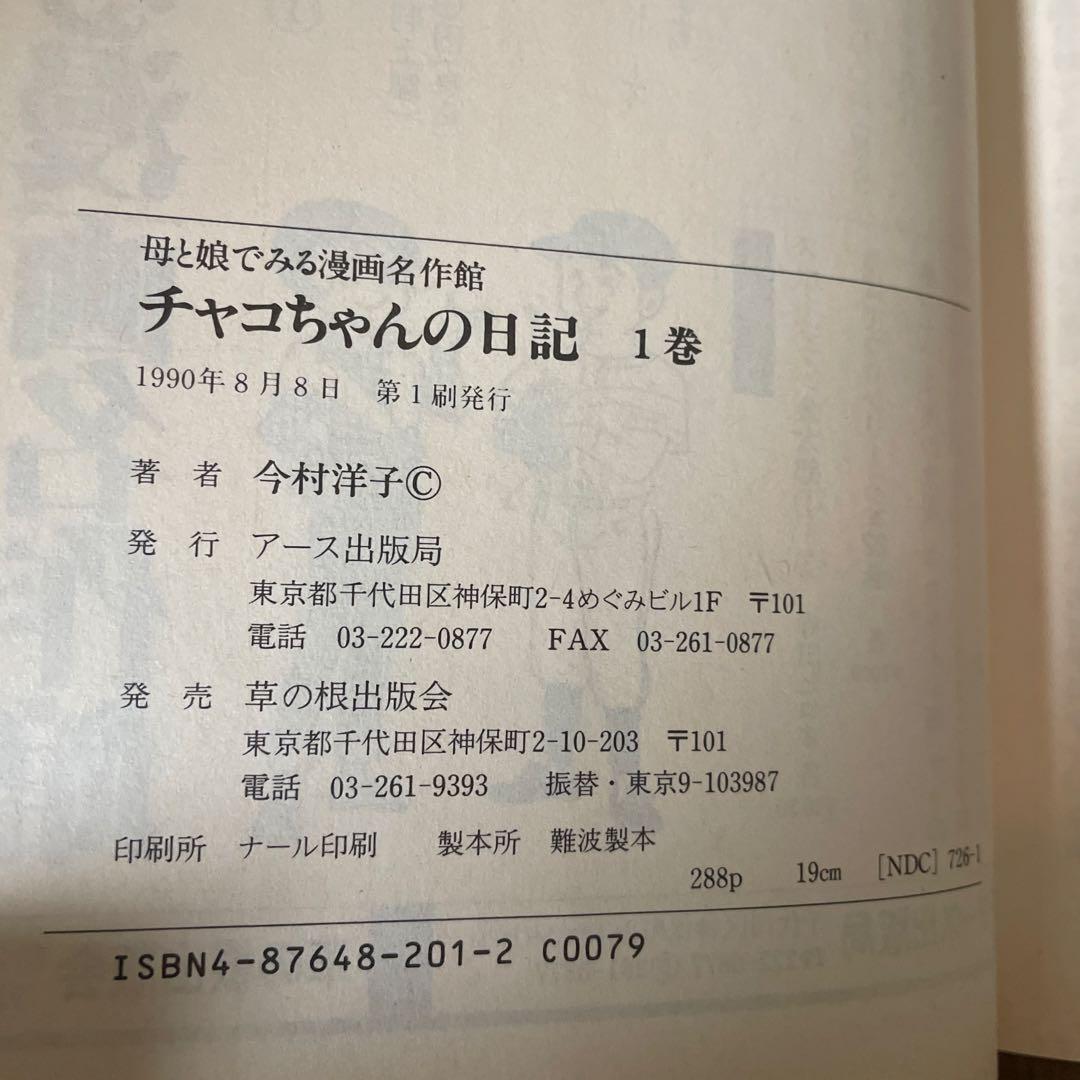 母と娘でみる漫画名作館
チャコちゃんの日記 1巻
1990年8月8日 第1刷発行
著者 今村洋子©
発行 アース出版局
東京都千代田区神保町2-4めぐみビル1F 〒101
電話 03-222-0877 FAX 03-261-0877
発売 草の根出版会
東京都千代田区神保町2-10-203 〒101
電話 03-261-9393 振替・東京9-103987
印刷所 ナール印刷 製本所 難波製本
288p 19cm [NDC] 726-1
ISBN4-87648-201-2 C0079